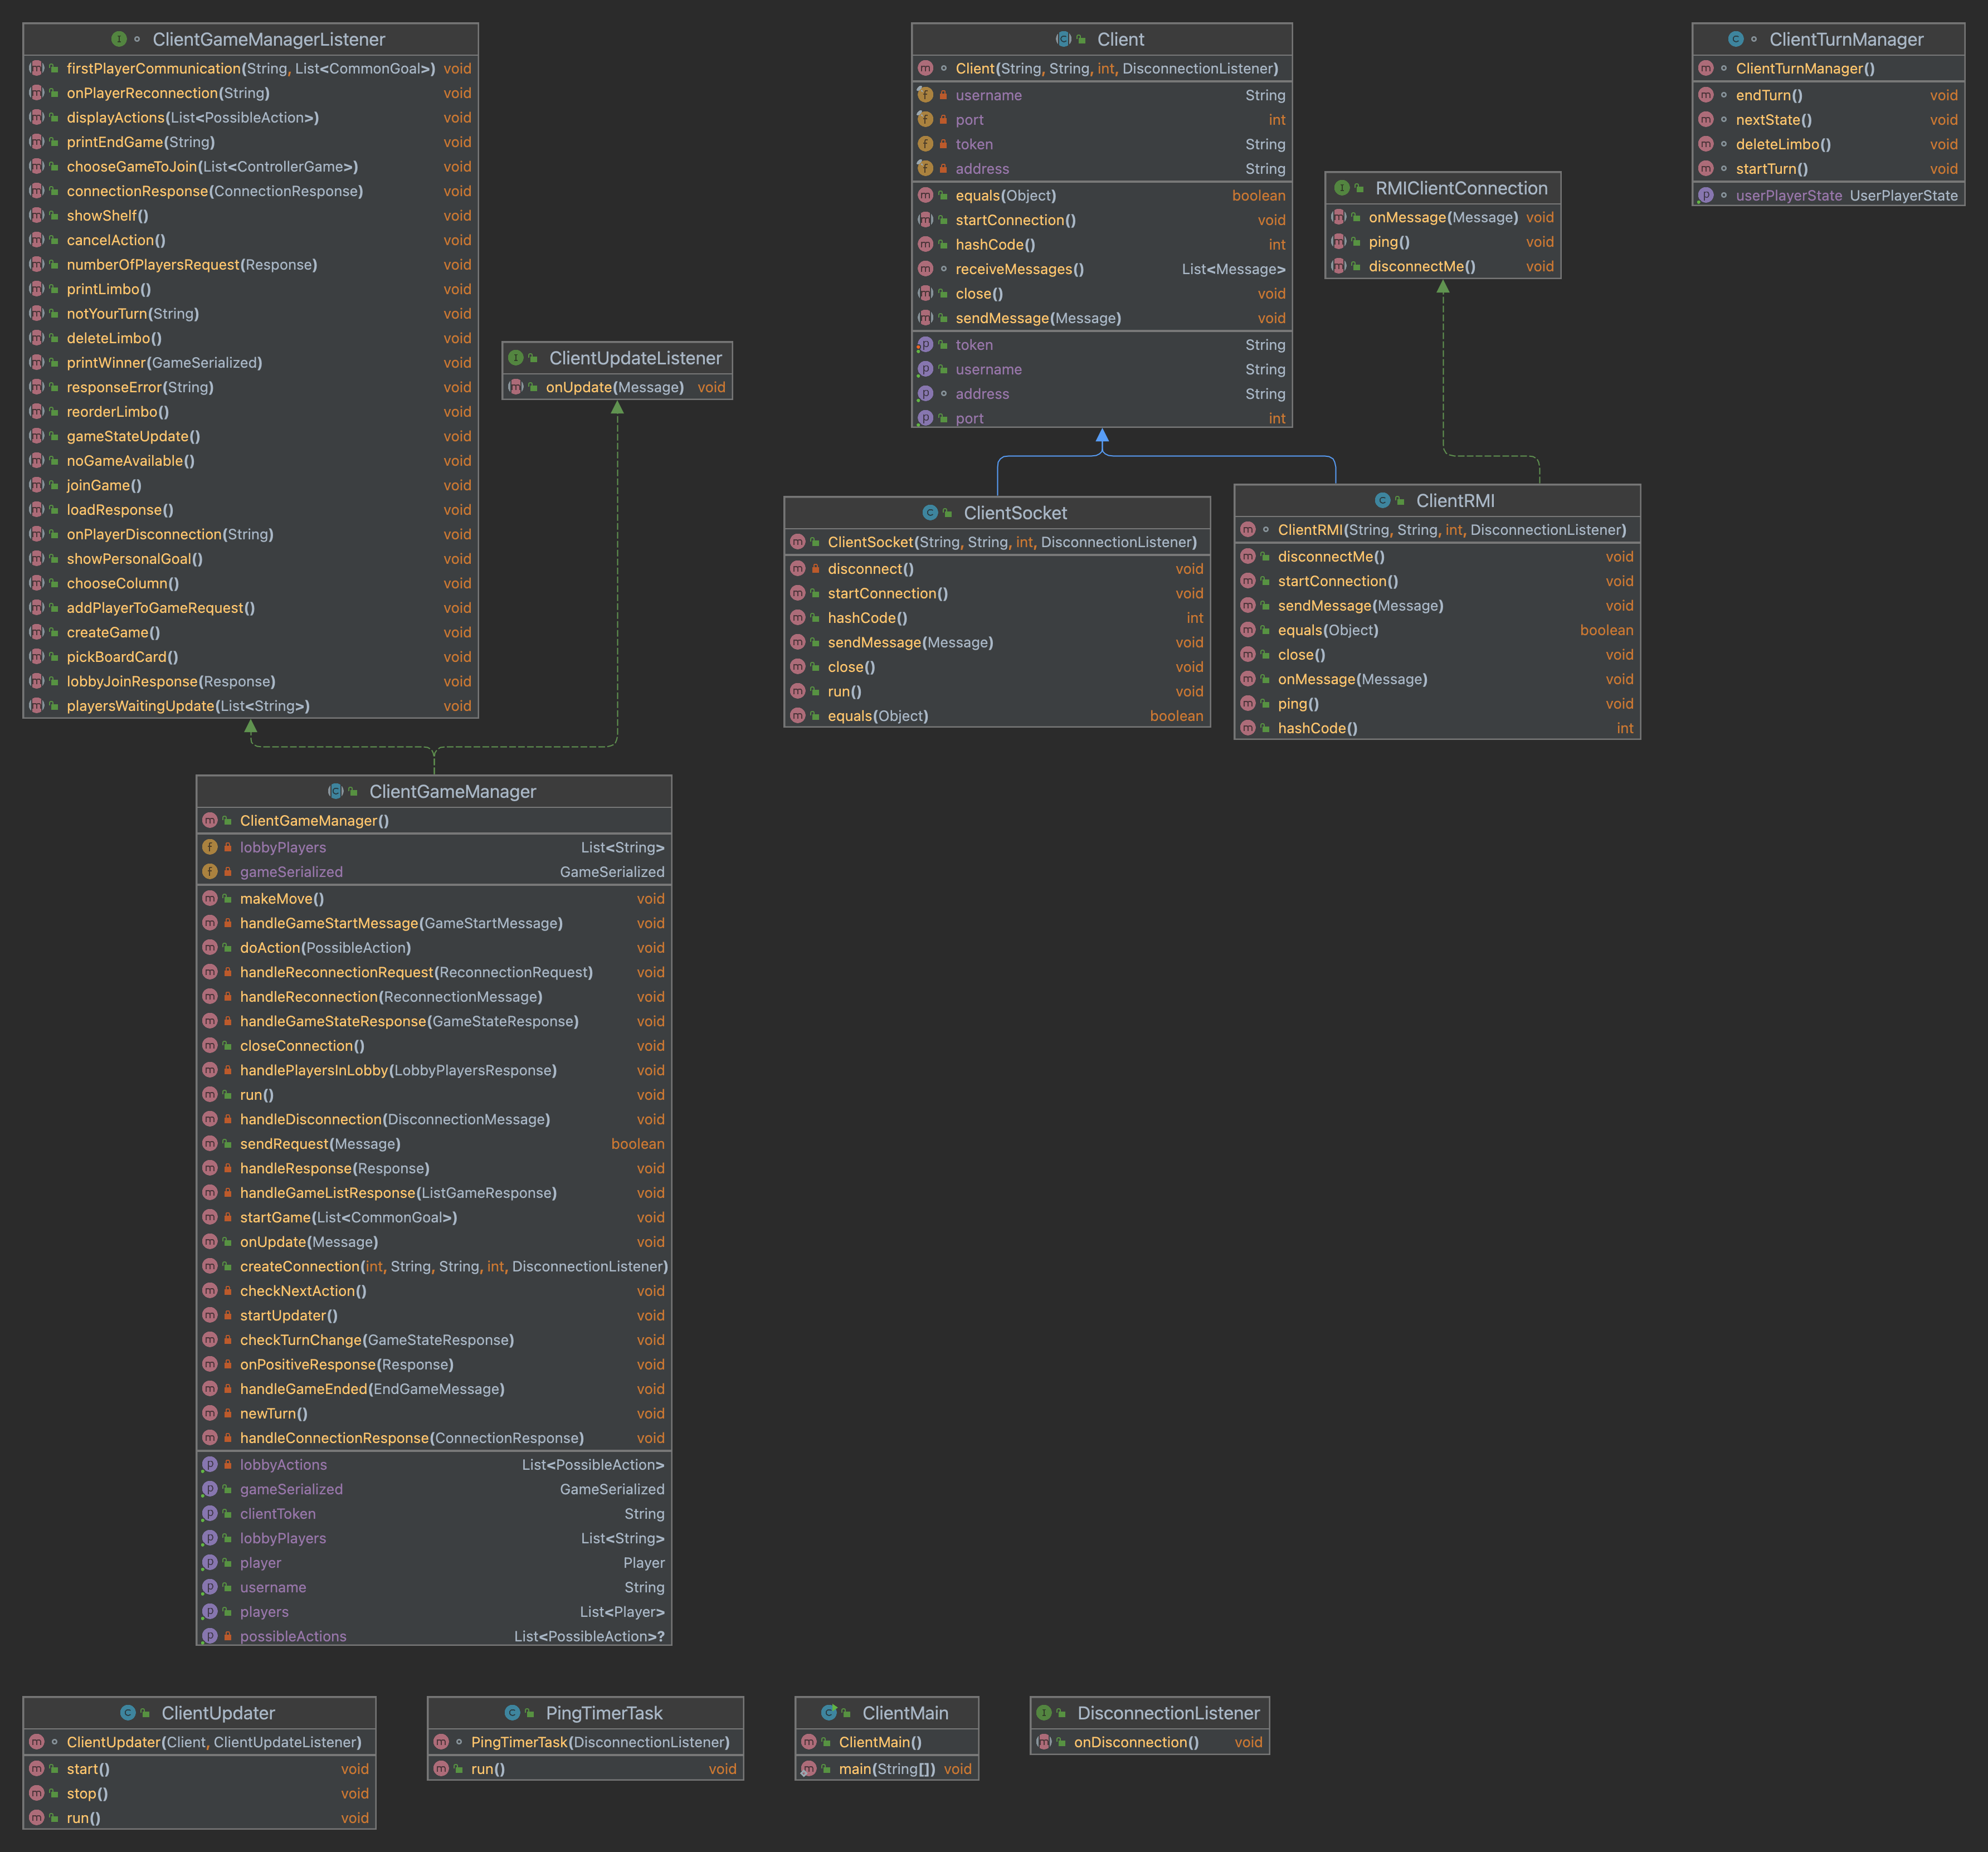 ClientGameManagerListener
firstPlayerCommunication(String, List<CommonGoal>) void
onPlayerReconnection(String) void
displayActions(List<PossibleAction>) void
printEndGame(String) void
chooseGameToJoin(List<ControllerGame>) void
connectionResponse(ConnectionResponse) void
showShelf() void
cancelAction() void
numberOfPlayersRequest(Response) void
printLimbo() void
notYourTurn(String) void
deleteLimbo() void
printWinner(GameSerialized) void
responseError(String) void
reorderLimbo() void
gameStateUpdate() void
noGameAvailable() void
joinGame() void
loadResponse() void
onPlayerDisconnection(String) void
showPersonalGoal() void
chooseColumn() void
addPlayerToGameRequest() void
createGame() void
pickBoardCard() void
lobbyJoinResponse(Response) void
playersWaitingUpdate(List<String>) void
ClientUpdateListener
onUpdate(Message) void
Client
Client(String, String, int, DisconnectionListener)
username String
port int
token String
address String
equals(Object) boolean
startConnection() void
hashCode() int
receiveMessages() List<Message>
close() void
sendMessage(Message) void
token String
username String
address String
port int
RMIClientConnection
onMessage(Message) void
ping() void
disconnectMe() void
ClientTurnManager
ClientTurnManager()
endTurn() void
nextState() void
deleteLimbo() void
startTurn() void
userPlayerState UserPlayerState
ClientSocket
ClientSocket(String, String, int, DisconnectionListener)
disconnect() void
startConnection() void
hashCode() int
sendMessage(Message) void
close() void
run() void
equals(Object) boolean
ClientRMI
ClientRMI(String, String, int, DisconnectionListener)
disconnectMe() void
startConnection() void
sendMessage(Message) void
equals(Object) boolean
close() void
onMessage(Message) void
ping() void
hashCode() int
ClientGameManager
ClientGameManager()
lobbyPlayers List<String>
gameSerialized GameSerialized
makeMove() void
handleGameStartMessage(GameStartMessage) void
doAction(PossibleAction) void
handleReconnectionRequest(ReconnectionRequest) void
handleReconnection(ReconnectionMessage) void
handleGameStateResponse(GameStateResponse) void
closeConnection() void
handlePlayersInLobby(LobbyPlayersResponse) void
run() void
handleDisconnection(DisconnectionMessage) void
sendRequest(Message) boolean
handleResponse(Response) void
handleGameListResponse(ListGameResponse) void
startGame(List<CommonGoal>) void
onUpdate(Message) void
createConnection(int, String, String, int, DisconnectionListener)
checkNextAction() void
startUpdater() void
checkTurnChange(GameStateResponse) void
onPositiveResponse(Response) void
handleGameEnded(EndGameMessage) void
newTurn() void
handleConnectionResponse(ConnectionResponse) void
lobbyActions List<PossibleAction>
gameSerialized GameSerialized
clientToken String
lobbyPlayers List<String>
player Player
username String
players List<Player>
possibleActions List<PossibleAction>?
ClientUpdater
ClientUpdater(Client, ClientUpdateListener)
start() void
stop() void
run() void
PingTimerTask
PingTimerTask(DisconnectionListener)
run() void
ClientMain
ClientMain()
main(String[]) void
DisconnectionListener
onDisconnection() void